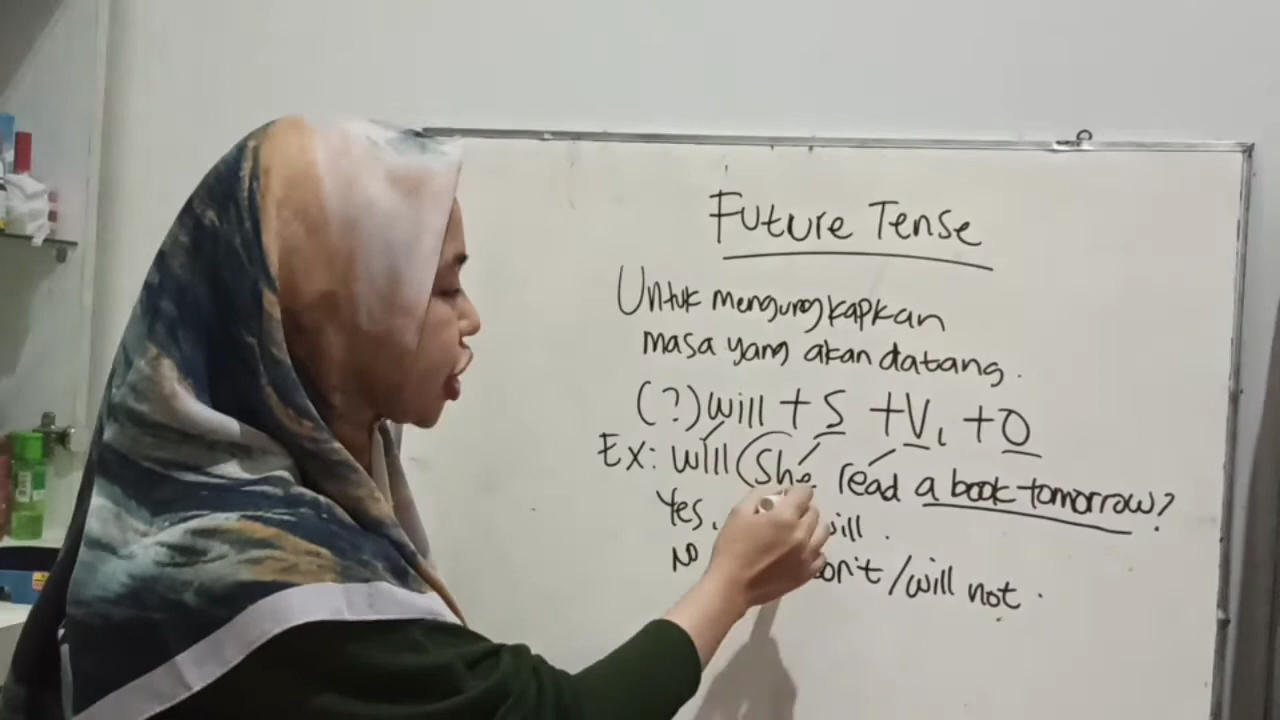 Future Tense
Untuk mengungkapkan
masa yang akan datang.
(?) will + S + V1 + O
Ex: will she read a book tomorrow?
Yes, will.
No won't / will not.